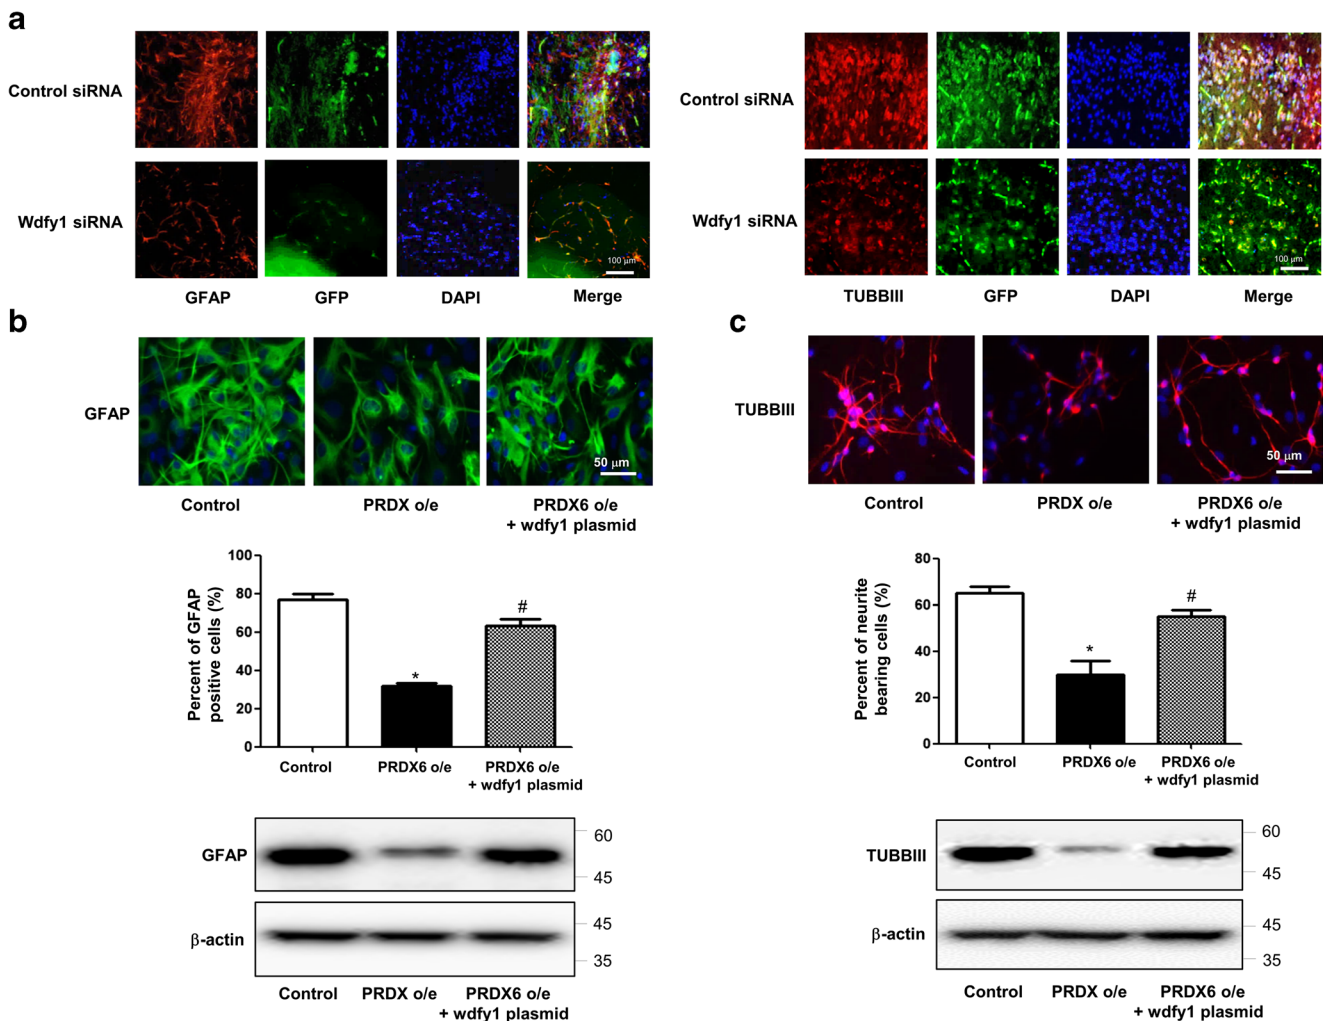 a
Control siRNA
Wdfy1 siRNA
100 µm
GFAP GFP DAPI Merge
Control siRNA
Wdfy1 siRNA
100 µm
TUBBIII GFP DAPI Merge
b
GFAP
50 µm
Control PRDX o/e PRDX6 o/e
+ wdfy1 plasmid
Percent of GFAP
positive cells (%)
100
80
60
40
20
0
*
#
Control PRDX6 o/e PRDX6 o/e
+ wdfy1 plasmid
GFAP
60
45
β-actin
45
35
Control PRDX o/e PRDX6 o/e
+ wdfy1 plasmid
c
TUBBIII
50 µm
Control PRDX o/e PRDX6 o/e
+ wdfy1 plasmid
Percent of neurite
bearing cells (%)
80
60
40
20
0
*
#
Control PRDX6 o/e PRDX6 o/e
+ wdfy1 plasmid
TUBBIII
60
45
β-actin
45
35
Control PRDX o/e PRDX6 o/e
+ wdfy1 plasmid